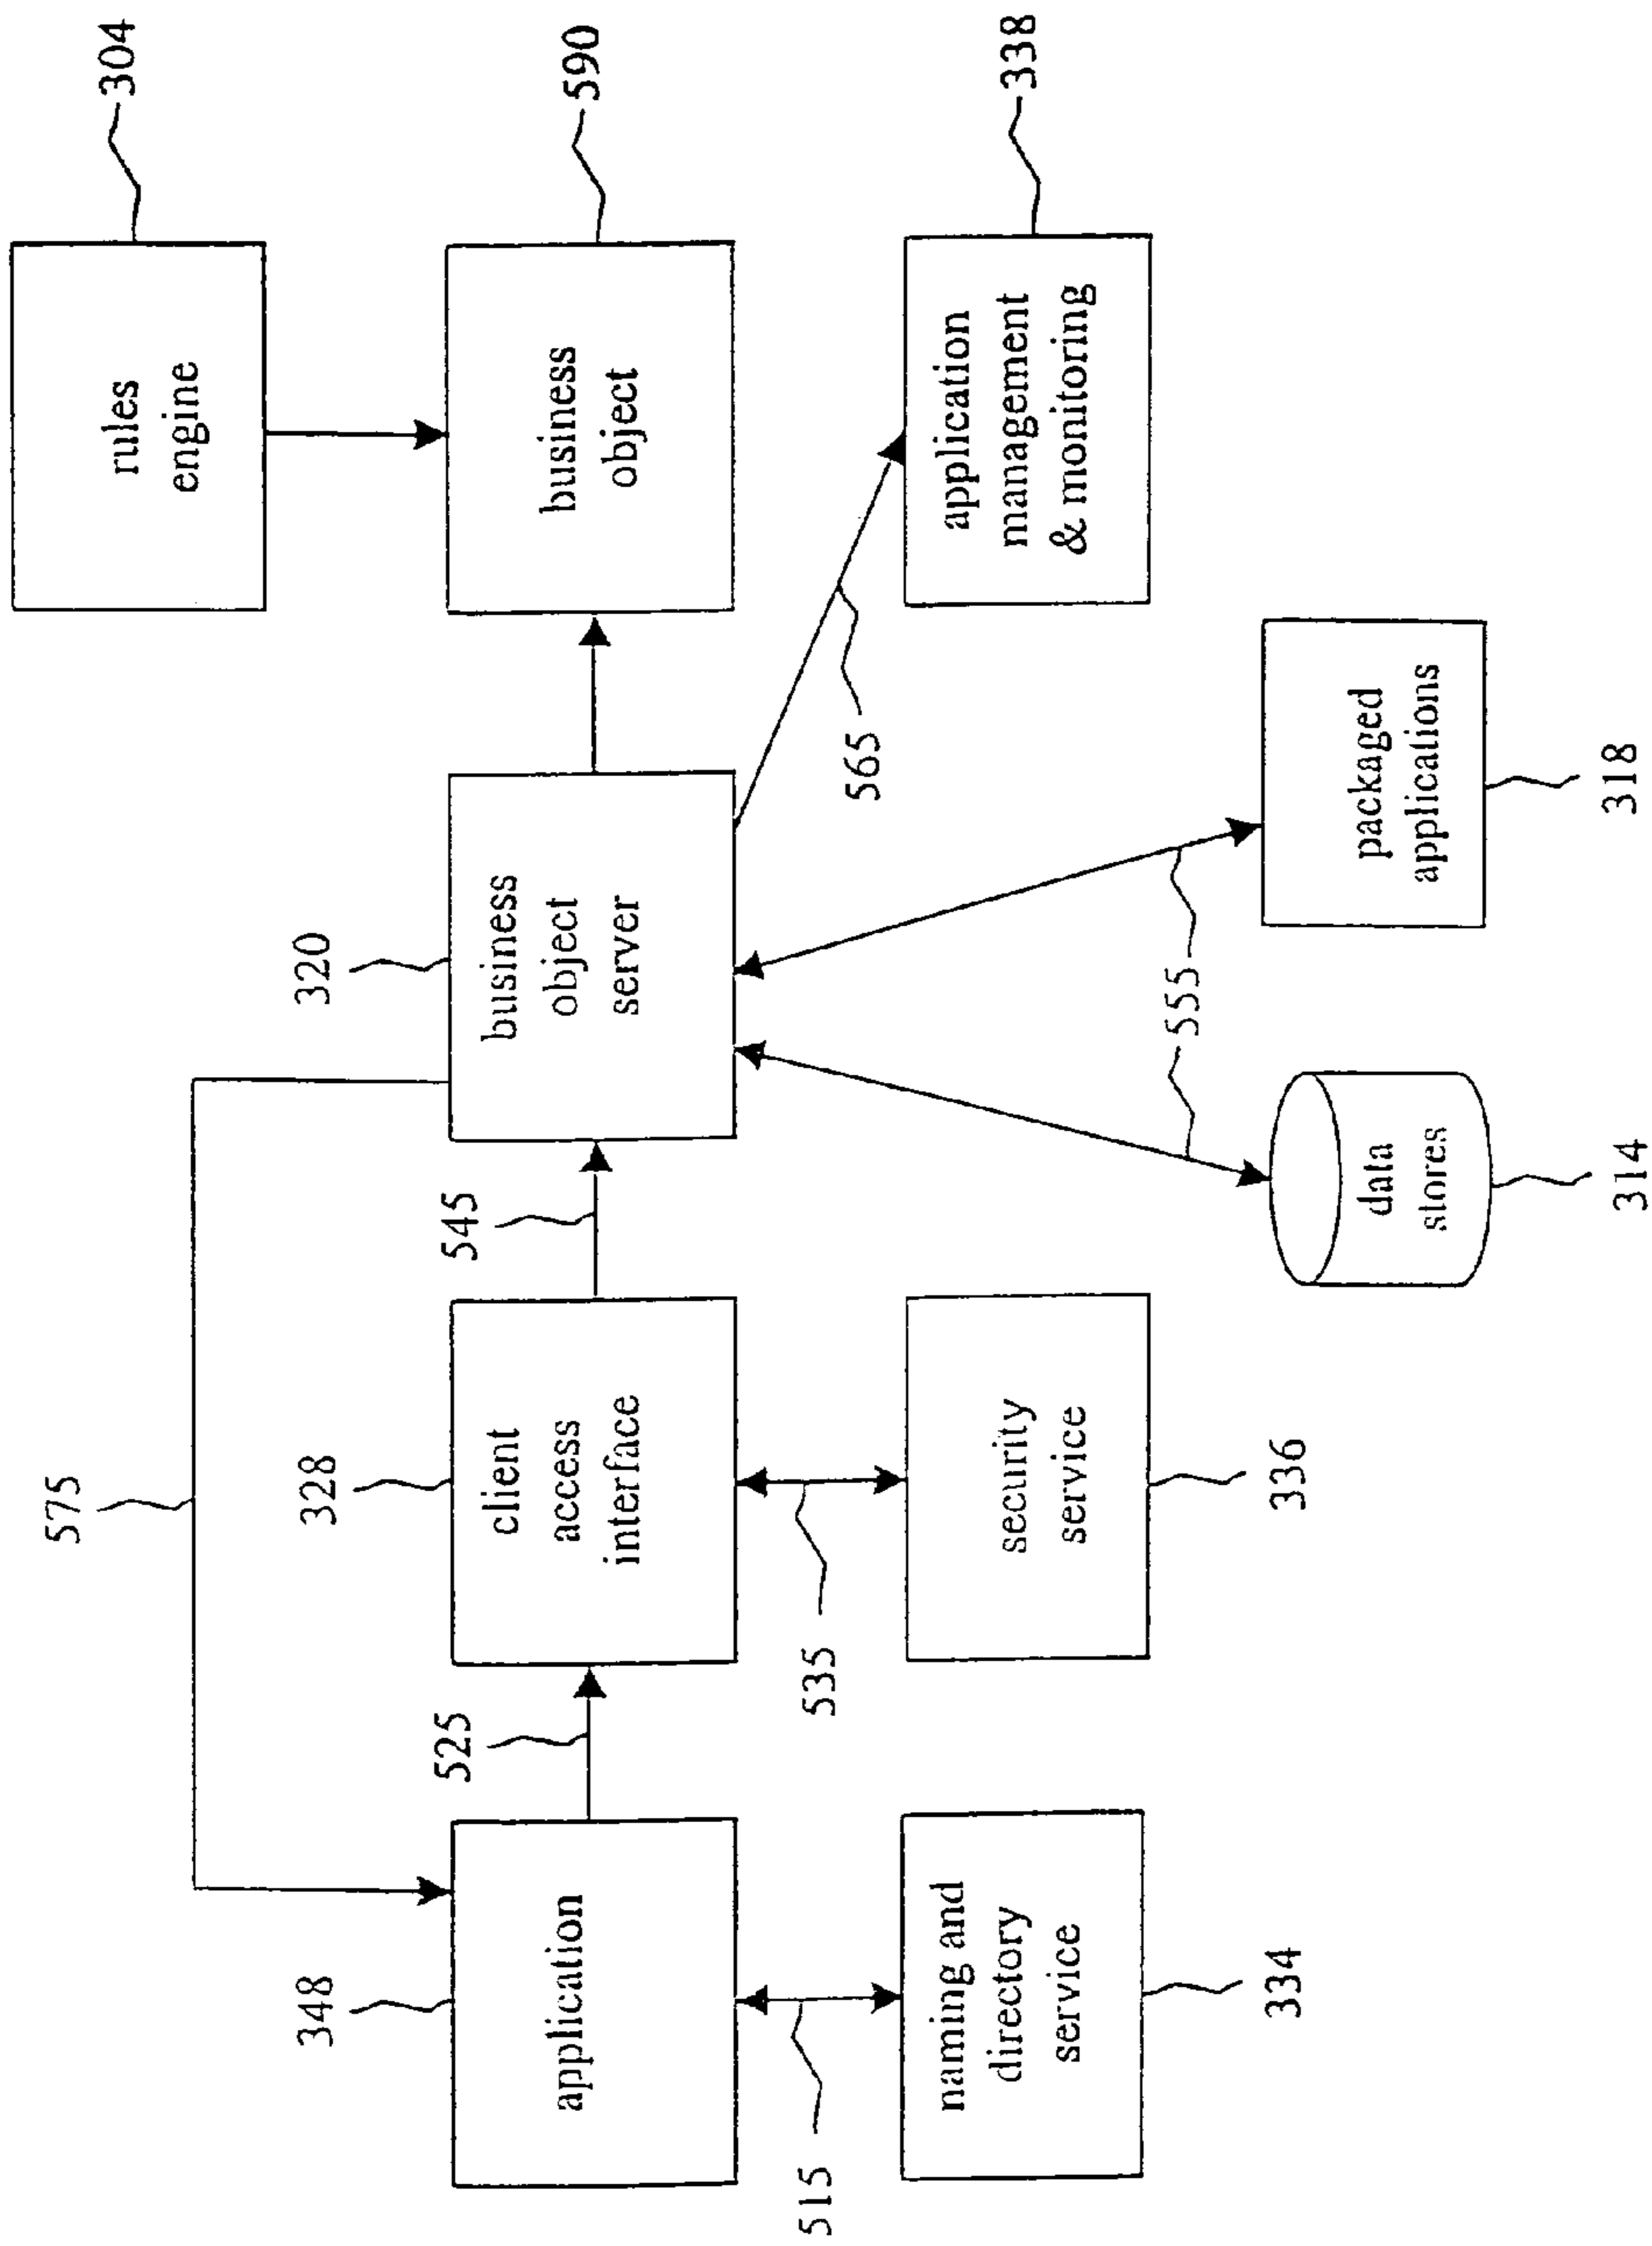 304
rules
engine
575
320
business
object
server
590
business
object
348
application
525
328
client
access
interface
545
565
515
535
338
application
management
& monitoring
334
naming and
directory
service
336
security
service
555
314
data
stores
318
packaged
applications